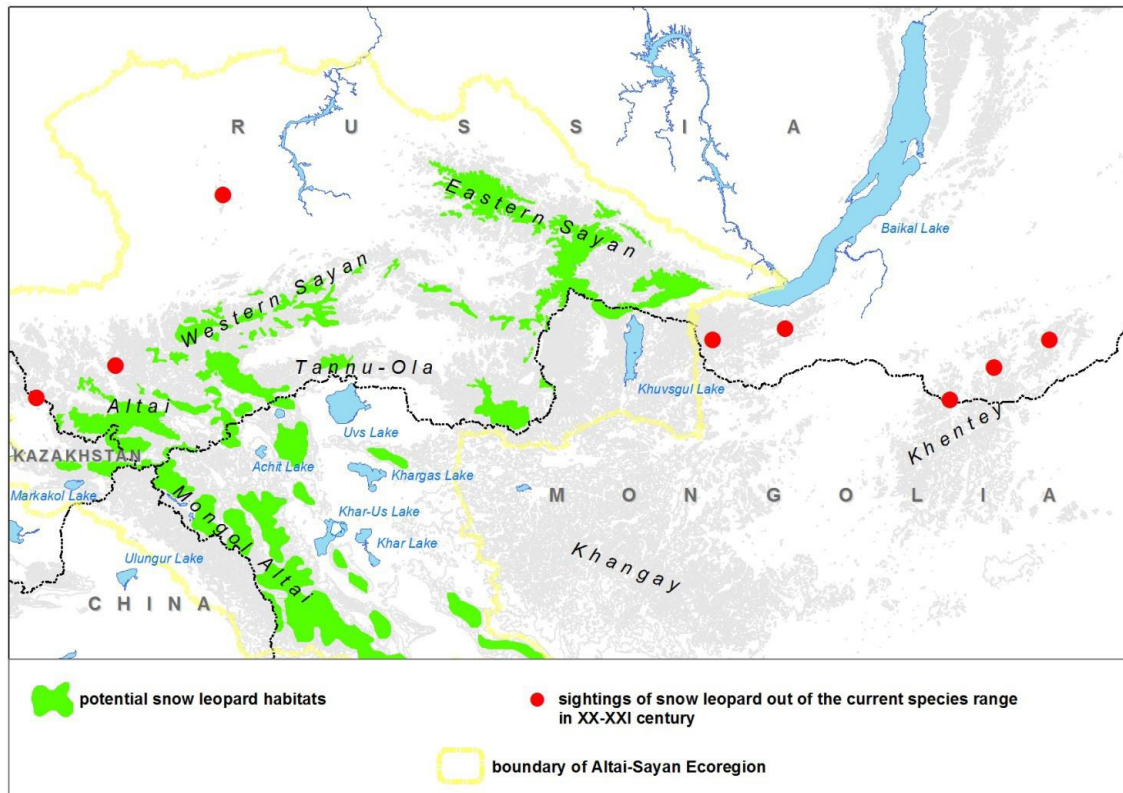 R U S S I A
Eastern Sayan
Baikal Lake
Western Sayan
Tannu-Ola
Khuvsgul Lake
Altai
Uvs Lake
Khentey
KAZAKHSTAN
Achit Lake
Khargas Lake
Markakol Lake
M O N G O L I A
Mongol Altai
Khar-Us Lake
Khar Lake
Ulungur Lake
Khangay
C H I N A
potential snow leopard habitats
sightings of snow leopard out of the current species range
in XX-XXI century
boundary of Altai-Sayan Ecoregion